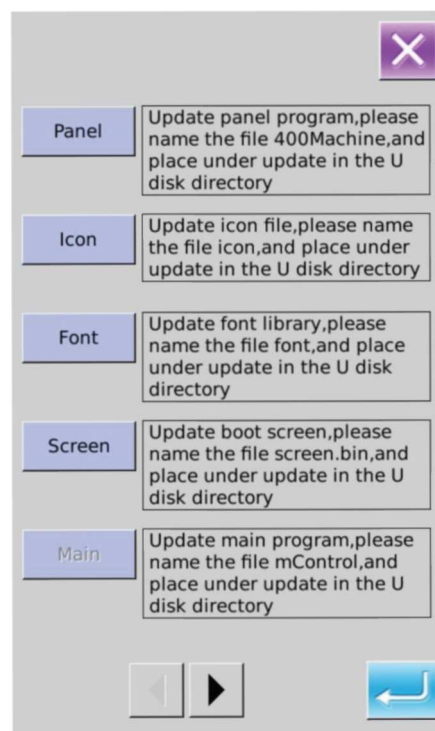 Panel
Update panel program,please
name the file 400Machine,and
place under update in the U
disk directory
Icon
Update icon file,please name
the file icon,and place under
update in the U disk directory
Font
Update font library,please
name the file font,and place
under update in the U disk
directory
Screen
Update boot screen,please
name the file screen.bin,and
place under update in the U
disk directory
Main
Update main program,please
name the file mControl,and
place under update in the U
disk directory